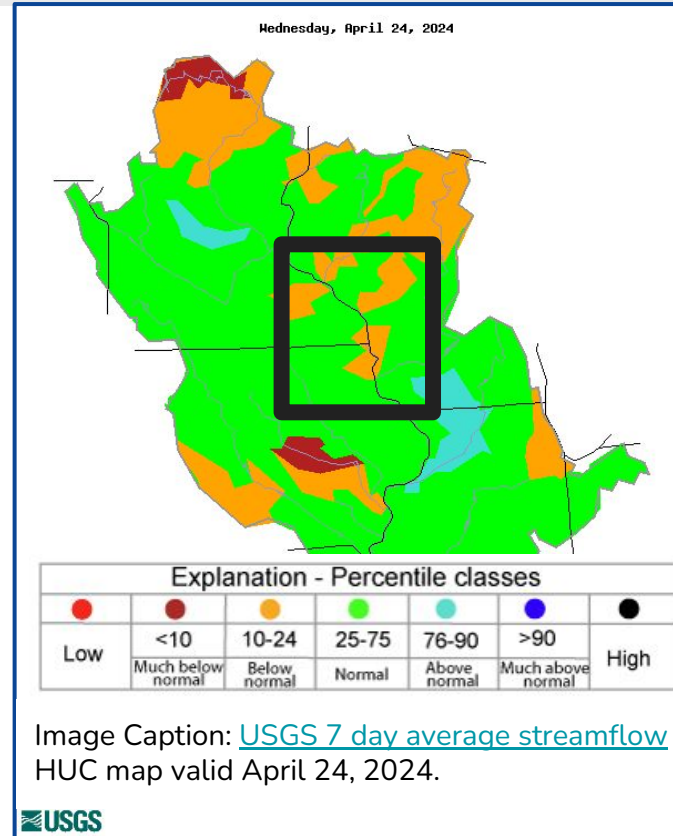 Wednesday, April 24, 2024
Explanation - Percentile classes
Low
<10
10-24
25-75
76-90
>90
High
Much below
normal
Below
normal
Normal
Above
normal
Much above
normal
Image Caption: USGS 7 day average streamflow
HUC map valid April 24, 2024.
USGS